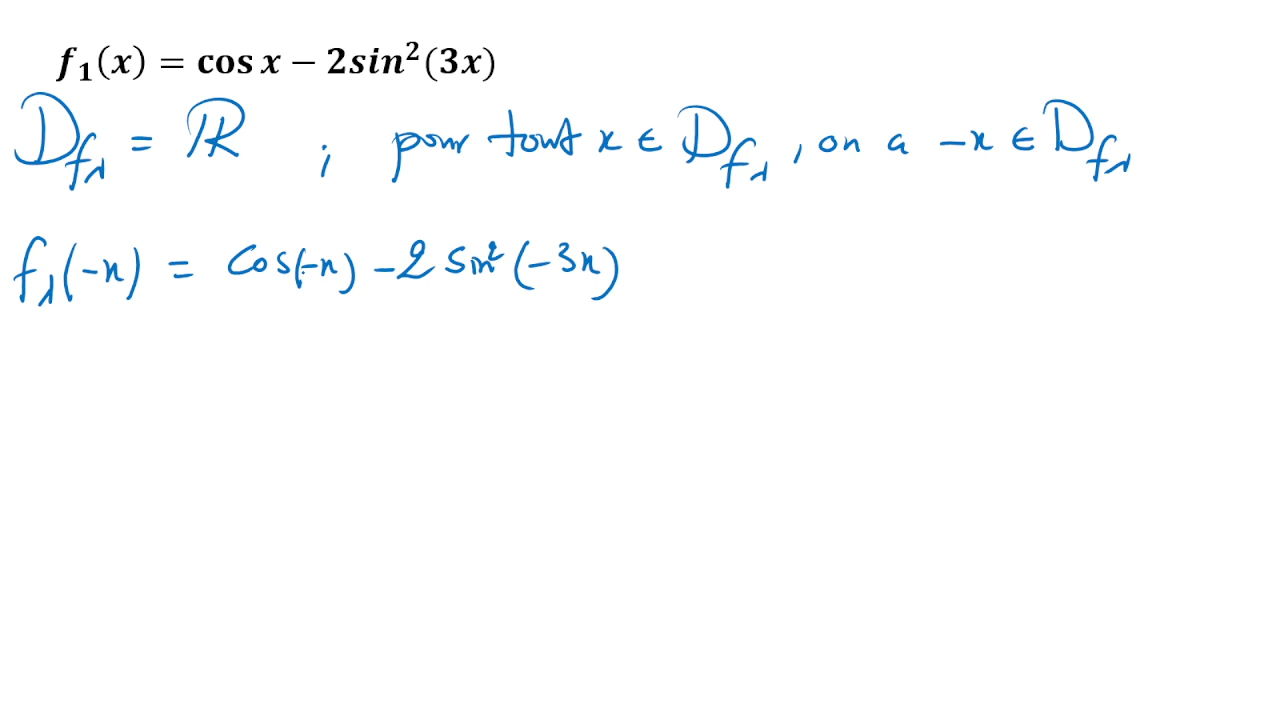 f₁(x) = cos x − 2sin²(3x)
D_f₁ = ℝ ; pour tout x ∈ D_f₁, on a -x ∈ D_f₁
f₁(-x) = cos(-x) - 2 sin²(-3x)